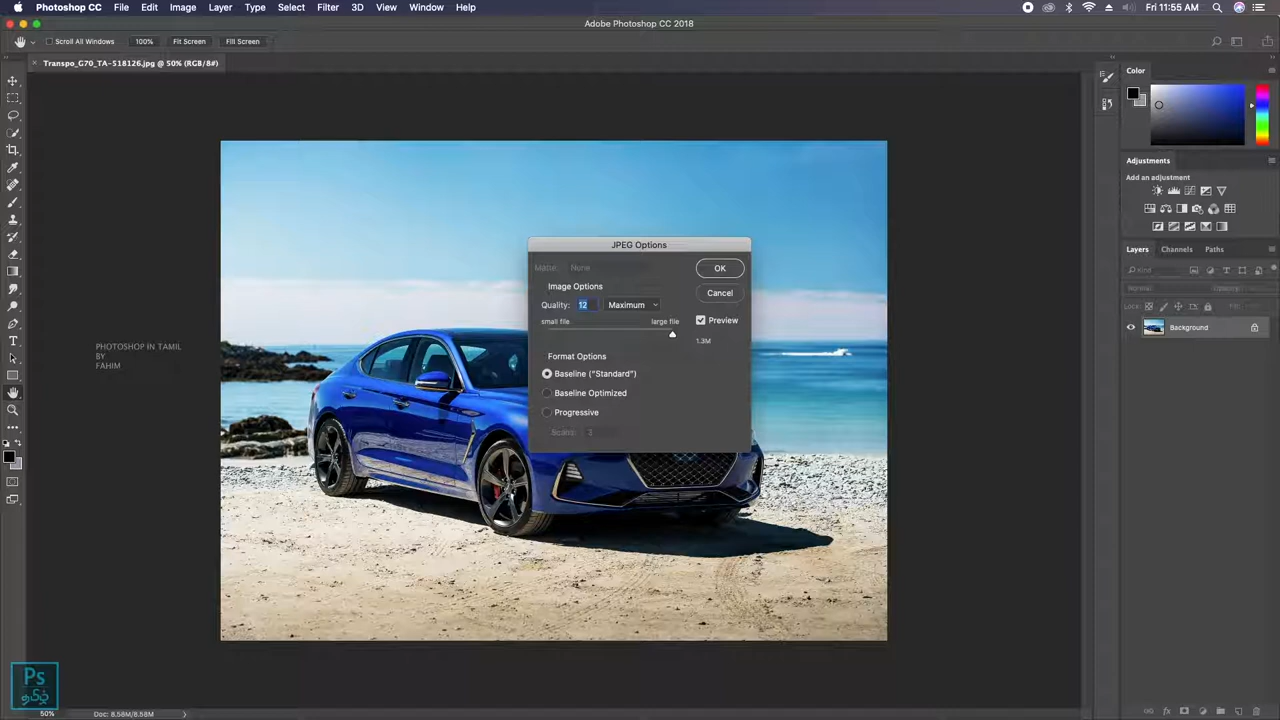 Photoshop CC File Edit Image Layer Type Select Filter 3D View Window Help Fri 11:55 AM
Adobe Photoshop CC 2018
Scroll All Windows 100% Fit Screen Fill Screen
Transpo_G70_TA-518126.jpg @ 50% (RGB/8#)
Color
Adjustments
Add an adjustment
Layers Channels Paths
Kind
Normal Opacity:
Lock: Fill:
Background
JPEG Options
Matte: None
OK
Image Options
Cancel
Quality: 12 Maximum
small file large file
Preview
1.3M
Format Options
Baseline ("Standard")
Baseline Optimized
Progressive
Scans: 3
PHOTOSHOP IN TAMIL
BY
FAHIM
Ps
தமிழ்
50% Doc: 8.58M/8.58M